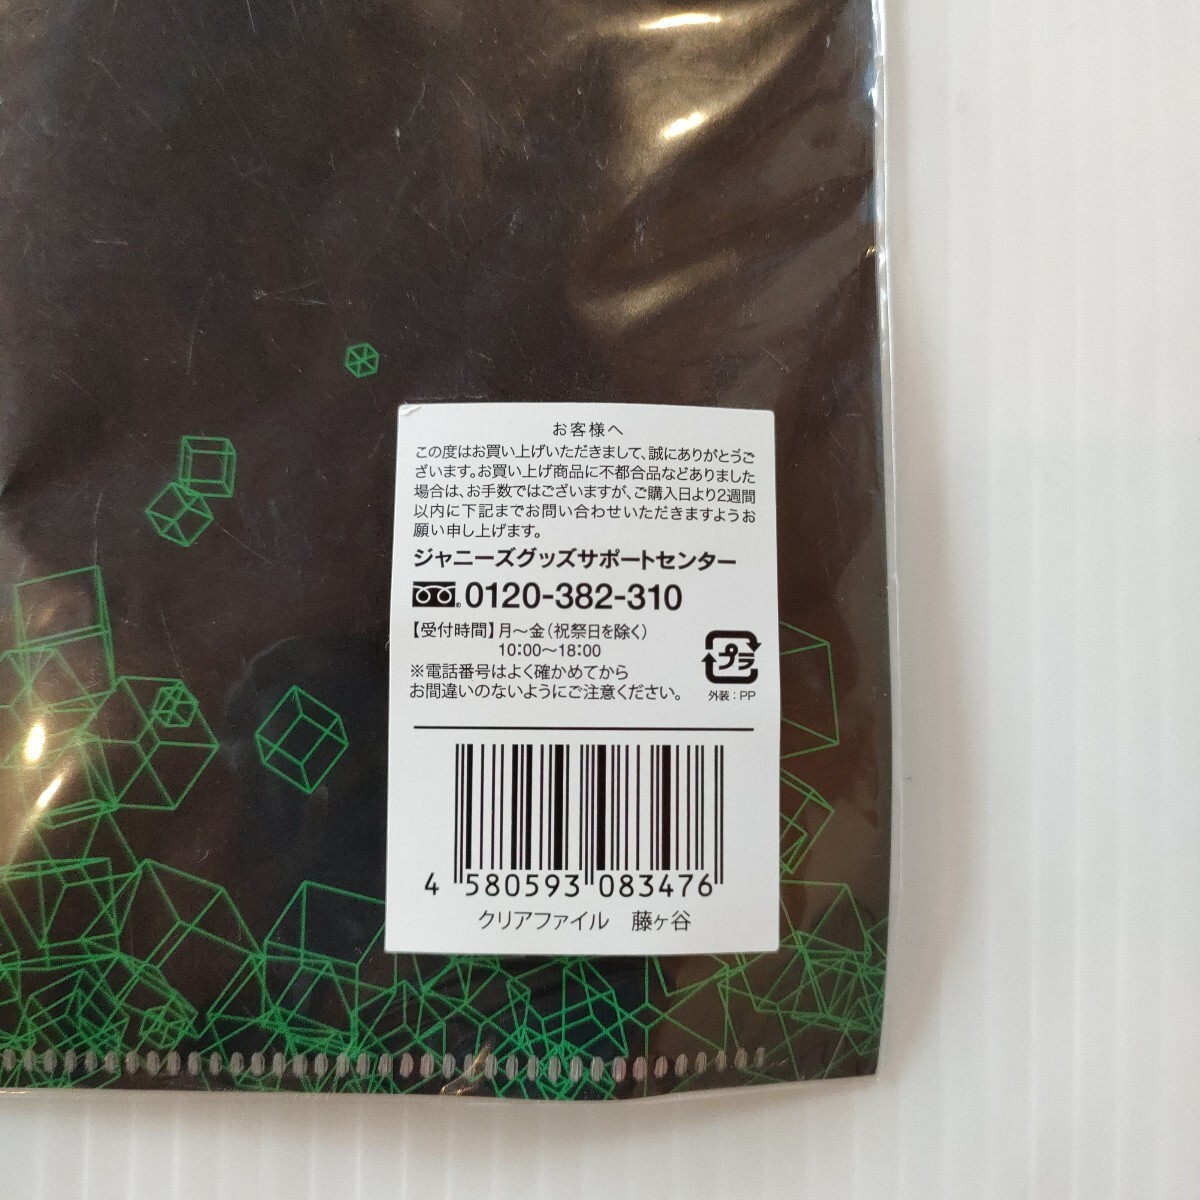 お客様へ
この度はお買い上げいただきまして、誠にありがとうご
ざいます。お買い上げ商品に不都合品などありました
場合は、お手数ではございますが、ご購入日より2週間
以内に下記までお問い合わせいただきますようお
願い申し上げます。
ジャニーズグッズサポートセンター
0120-382-310
【受付時間】月〜金(祝祭日を除く)
10:00〜18:00
※電話番号はよく確かめてから
お間違いのないようにご注意ください。
プラ
外装:PP
4 580593 083476
クリアファイル 藤ヶ谷